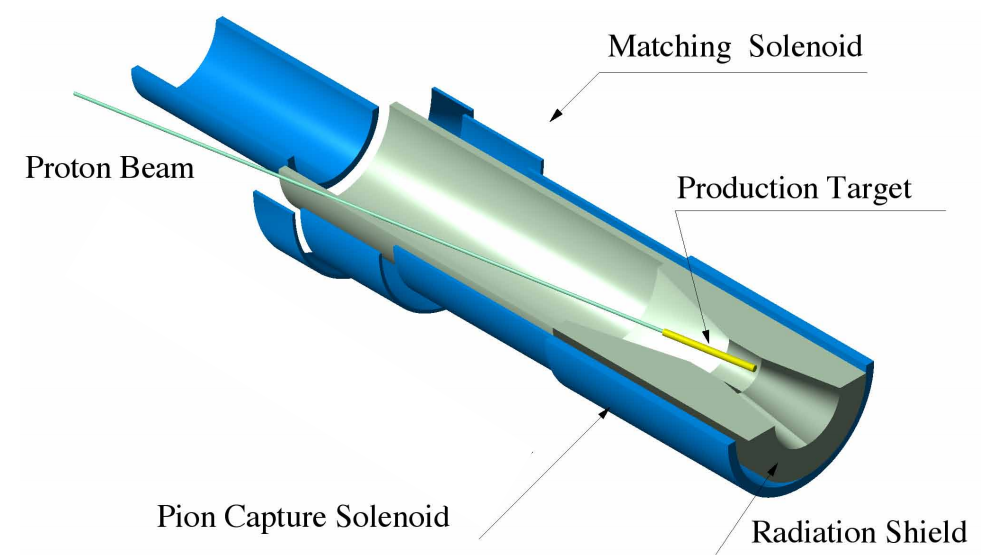 Matching Solenoid
Proton Beam
Production Target
Pion Capture Solenoid
Radiation Shield